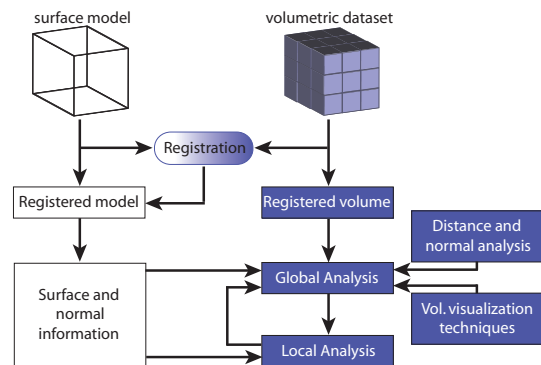 surface model
volumetric dataset
Registration
Registered model
Registered volume
Distance and
normal analysis
Surface and
normal
information
Global Analysis
Vol. visualization
techniques
Local Analysis